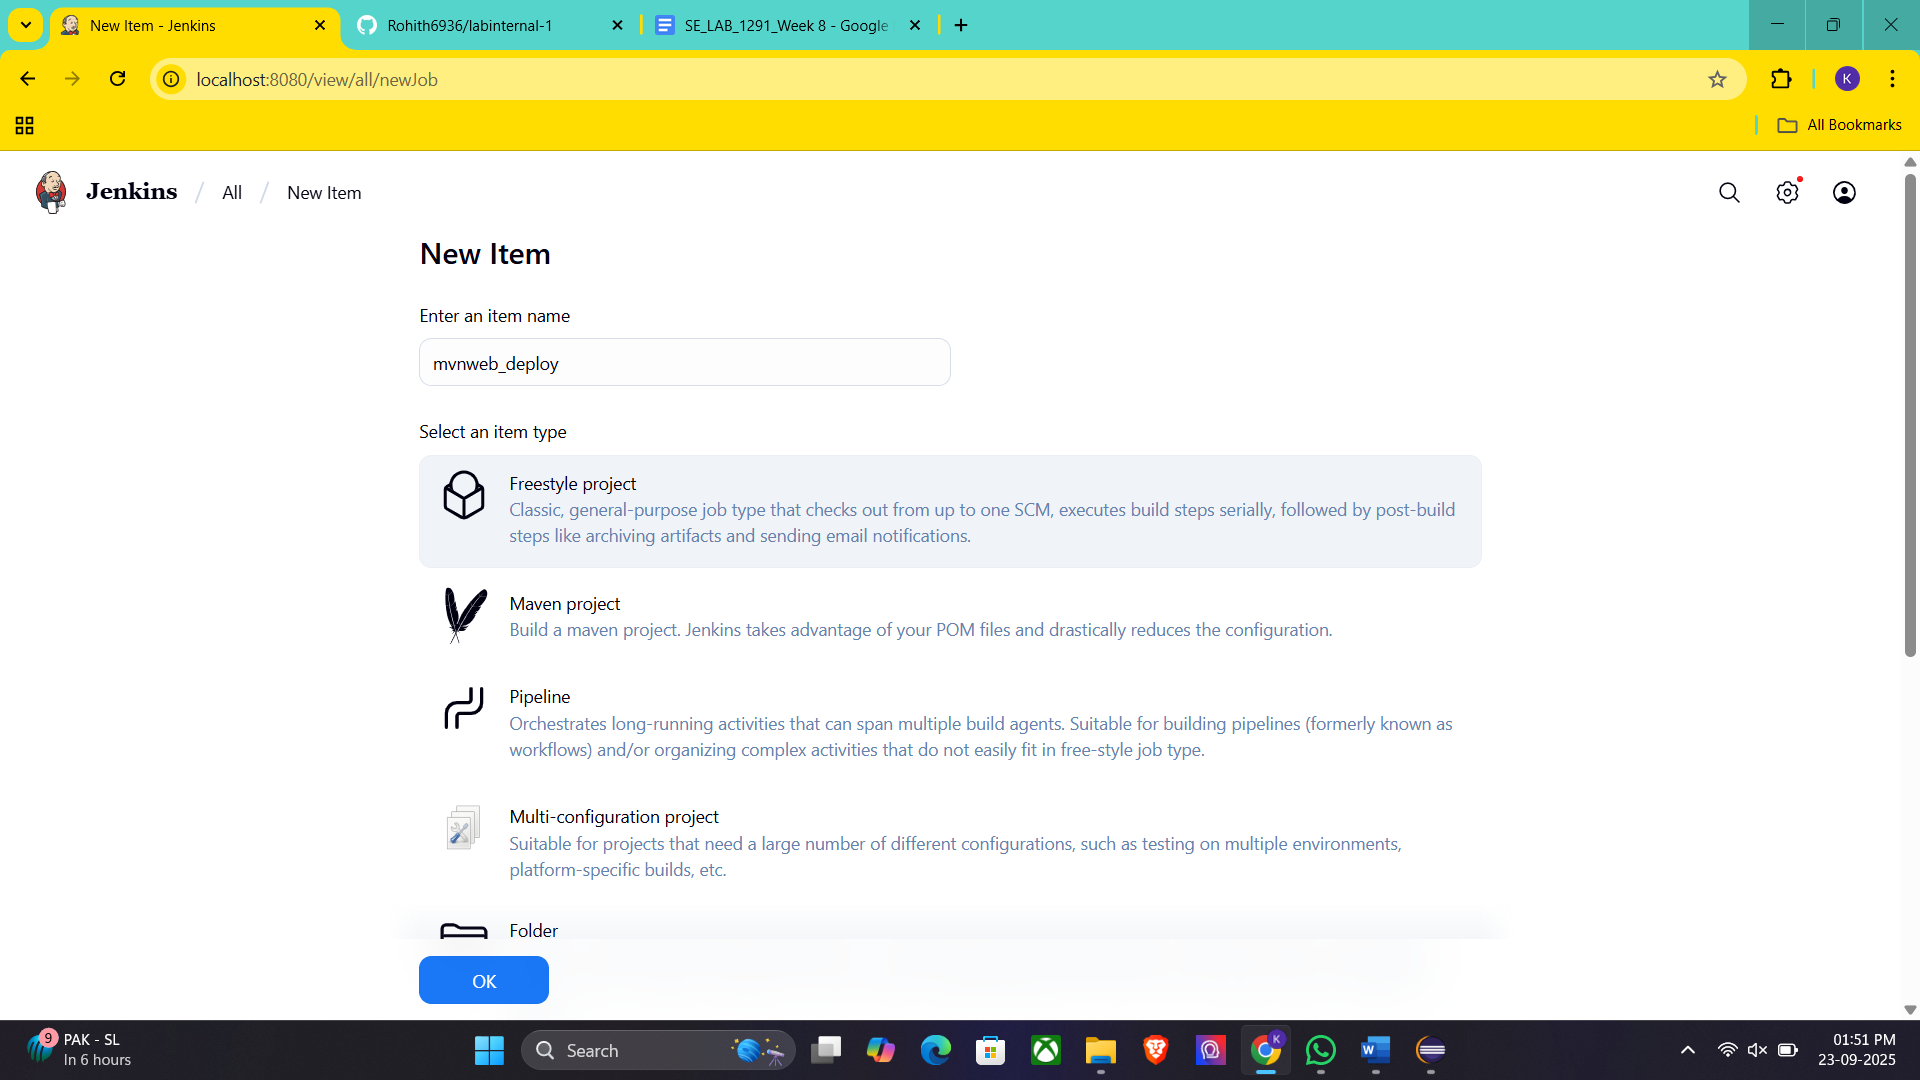 New Item - Jenkins
Rohith6936/labinternal-1
SE_LAB_1291_Week 8 - Google
localhost:8080/view/all/newJob
K
All Bookmarks
Jenkins / All / New Item
New Item
Enter an item name
mvnweb_deploy
Select an item type
Freestyle project
Classic, general-purpose job type that checks out from up to one SCM, executes build steps serially, followed by post-build
steps like archiving artifacts and sending email notifications.
Maven project
Build a maven project. Jenkins takes advantage of your POM files and drastically reduces the configuration.
Pipeline
Orchestrates long-running activities that can span multiple build agents. Suitable for building pipelines (formerly known as
workflows) and/or organizing complex activities that do not easily fit in free-style job type.
Multi-configuration project
Suitable for projects that need a large number of different configurations, such as testing on multiple environments,
platform-specific builds, etc.
Folder
OK
9
PAK - SL
In 6 hours
Search
K
W
01:51 PM
23-09-2025